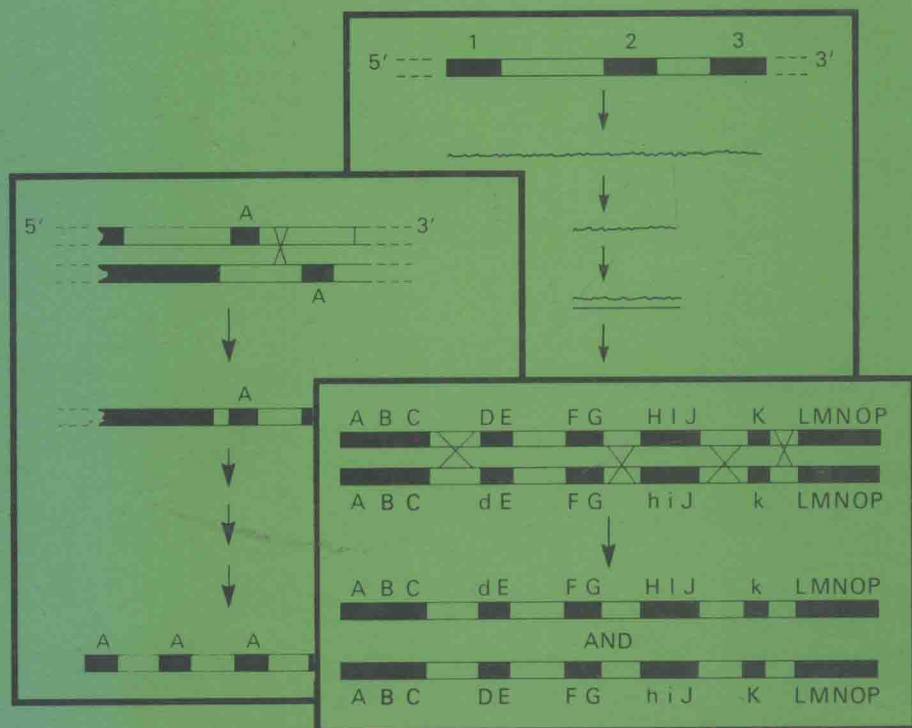 1 2 3
5′ 3′
A
5′ 3′
A
A
A B C D E F G H I J K L M N O P
A B C d E F G h i J k L M N O P
A B C d E F G H I J k L M N O P
AND
A B C D E F G h i J K L M N O P
A A A